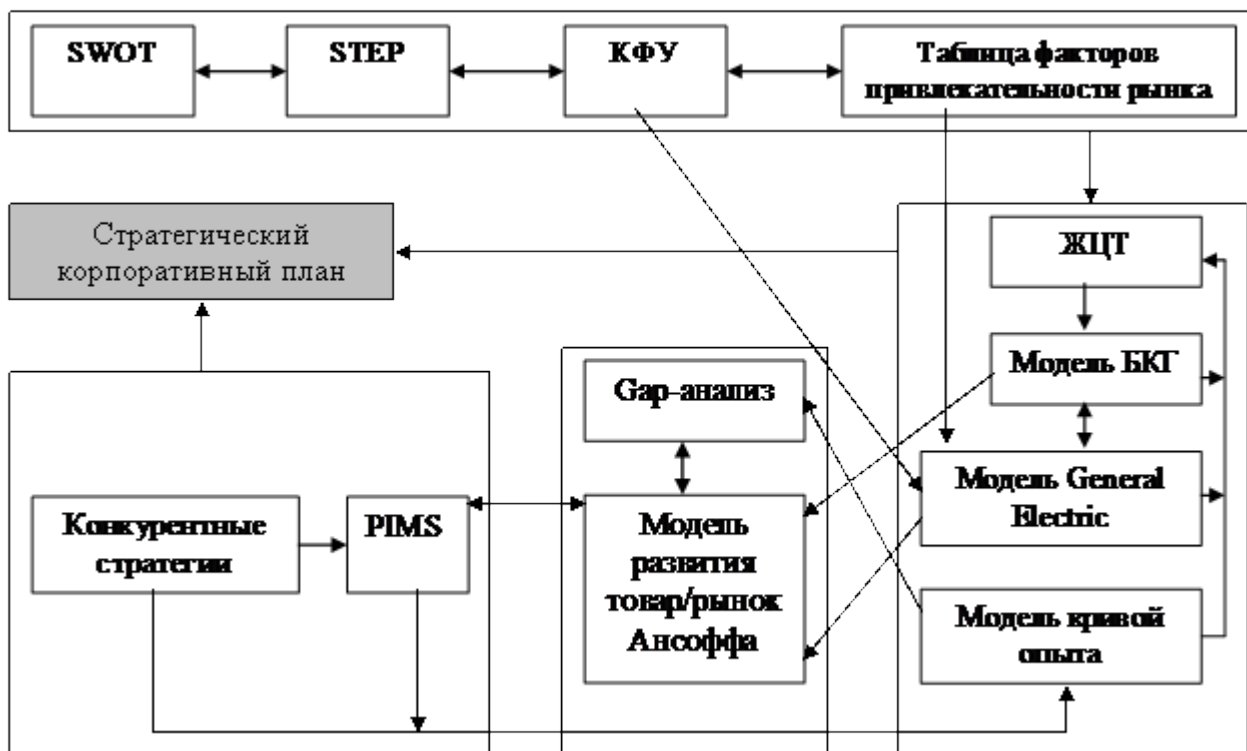 SWOT
STEP
КФУ
Таблица факторов
привлекательности рынка
Стратегический
корпоративный план
ЖЦТ
Модель БКГ
Gap-анализ
Модель General
Electric
Конкурентные
стратегии
PIMS
Модель
развития
товар/рынок
Ансоффа
Модель кривой
опыта